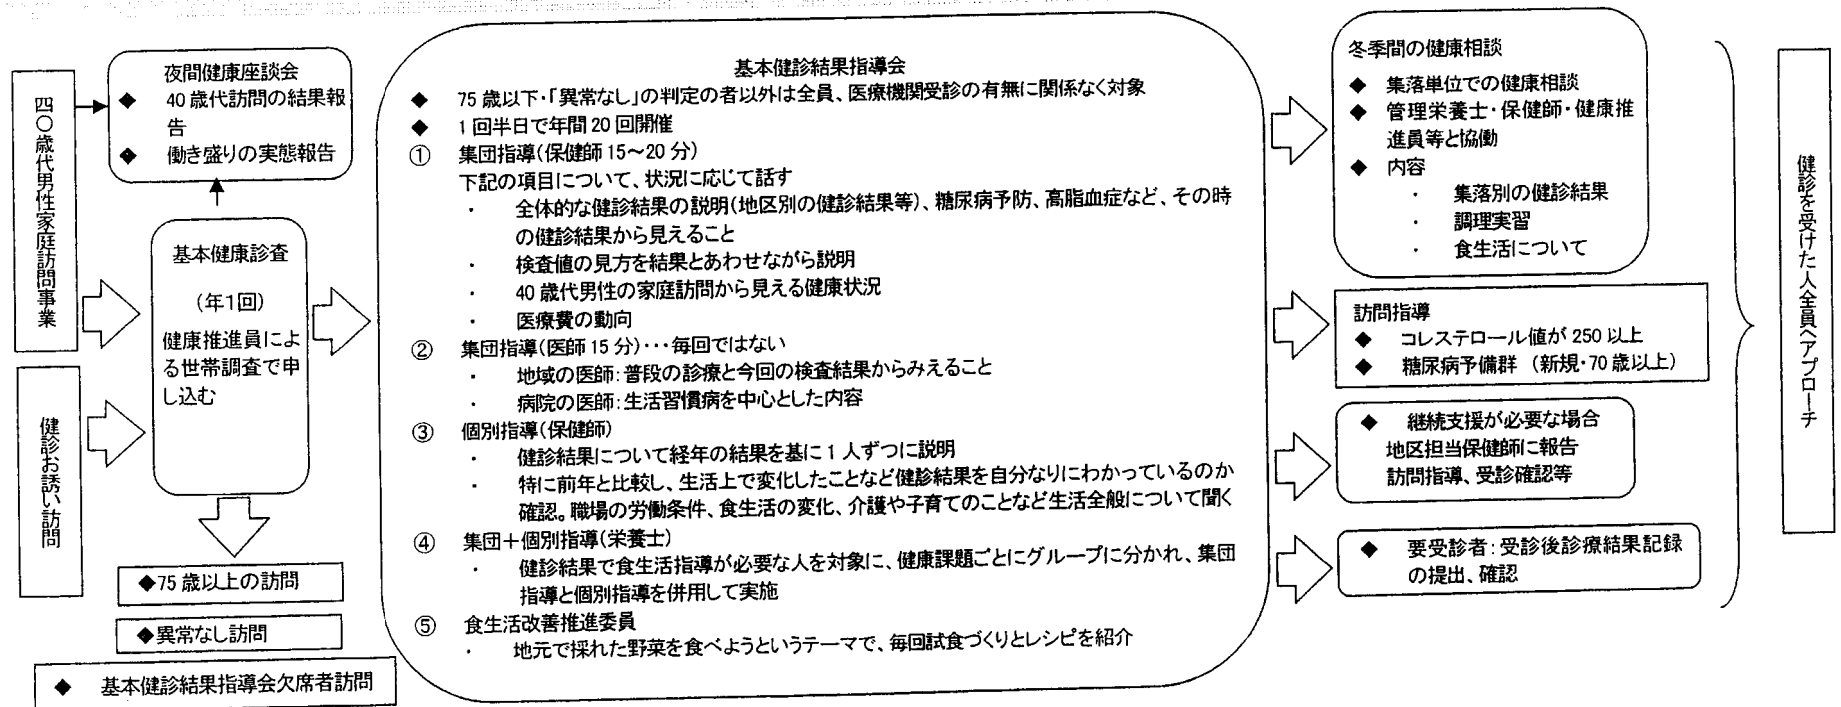 四〇歳代男性家庭訪問事業
健診お誘い訪問
夜間健康座談会
◆ 40歳代訪問の結果報
告
◆ 働き盛りの実態報告
基本健康診査
（年1回）
健康推進員によ
る世帯調査で申
し込む
◆75歳以上の訪問
◆異常なし訪問
◆ 基本健診結果指導会欠席者訪問
基本健診結果指導会
◆ 75歳以下・「異常なし」の判定の者以外は全員、医療機関受診の有無に関係なく対象
◆ 1回半日で年間20回開催
① 集団指導（保健師15～20分）
下記の項目について、状況に応じて話す
・ 全体的な健診結果の説明（地区別の健診結果等）、糖尿病予防、高脂血症など、その時
の健診結果から見えること
・ 検査値の見方を結果とあわせながら説明
・ 40歳代男性の家庭訪問から見える健康状況
・ 医療費の動向
② 集団指導（医師15分）・・・毎回ではない
・ 地域の医師：普段の診療と今回の検査結果からみえること
・ 病院の医師：生活習慣病を中心とした内容
③ 個別指導（保健師）
・ 健診結果について経年の結果を基に1人ずつに説明
・ 特に前年と比較し、生活上で変化したことなど健診結果を自分なりにわかっているのか
確認。職場の労働条件、食生活の変化、介護や子育てのことなど生活全般について聞く
④ 集団＋個別指導（栄養士）
・ 健診結果で食生活指導が必要な人を対象に、健康課題ごとにグループに分かれ、集団
指導と個別指導を併用して実施
⑤ 食生活改善推進委員
・ 地元で採れた野菜を食べようというテーマで、毎回試食づくりとレシピを紹介
冬季間の健康相談
◆ 集落単位での健康相談
◆ 管理栄養士・保健師・健康推
進員等と協働
◆ 内容
・ 集落別の健診結果
・ 調理実習
・ 食生活について
訪問指導
◆ コレステロール値が250以上
◆ 糖尿病予備群 （新規・70歳以上）
◆ 継続支援が必要な場合
地区担当保健師に報告
訪問指導、受診確認等
◆ 要受診者：受診後診療結果記録
の提出、確認
健診を受けた人全員へアプローチ